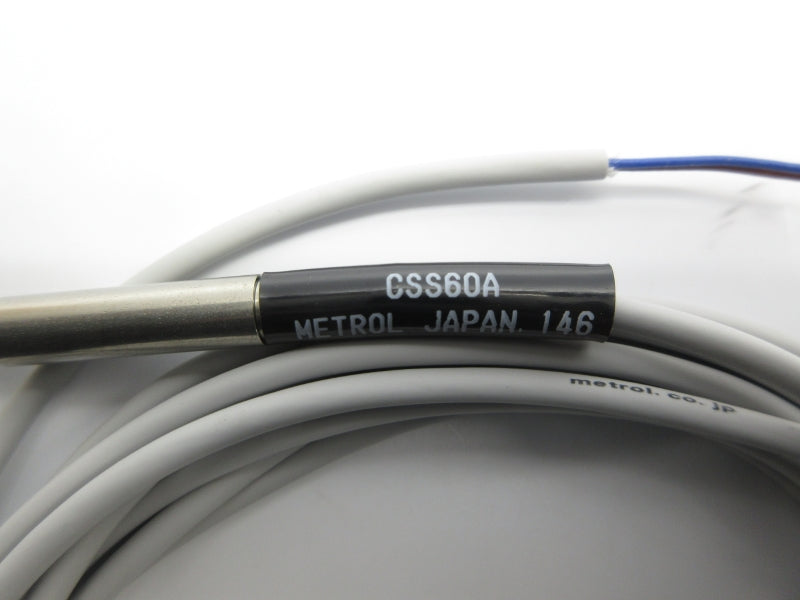 CSS60A
METROL JAPAN. 146
metrol. co. jp